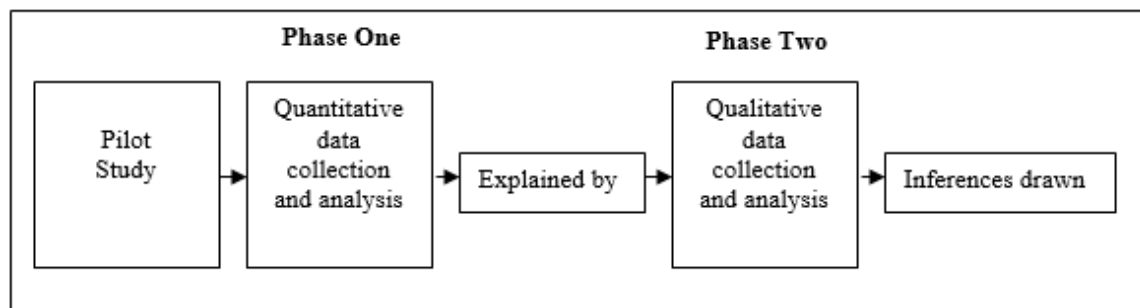 Phase One
Phase Two
Pilot
Study
Quantitative
data
collection
and analysis
Explained by
Qualitative
data
collection
and analysis
Inferences drawn